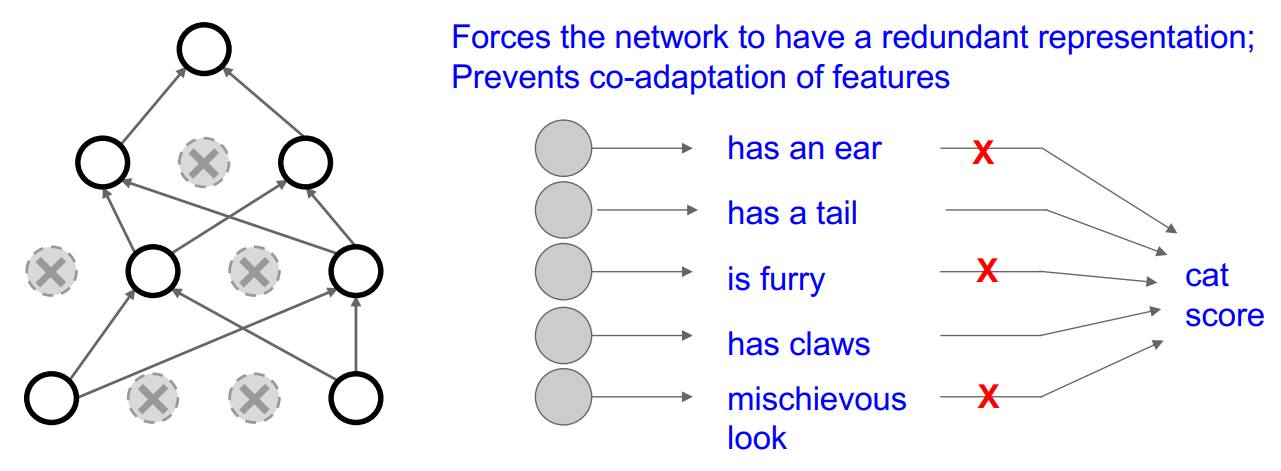 Forces the network to have a redundant representation;
Prevents co-adaptation of features
has an ear
X
has a tail
is furry
X
cat
score
has claws
mischievous
look
X